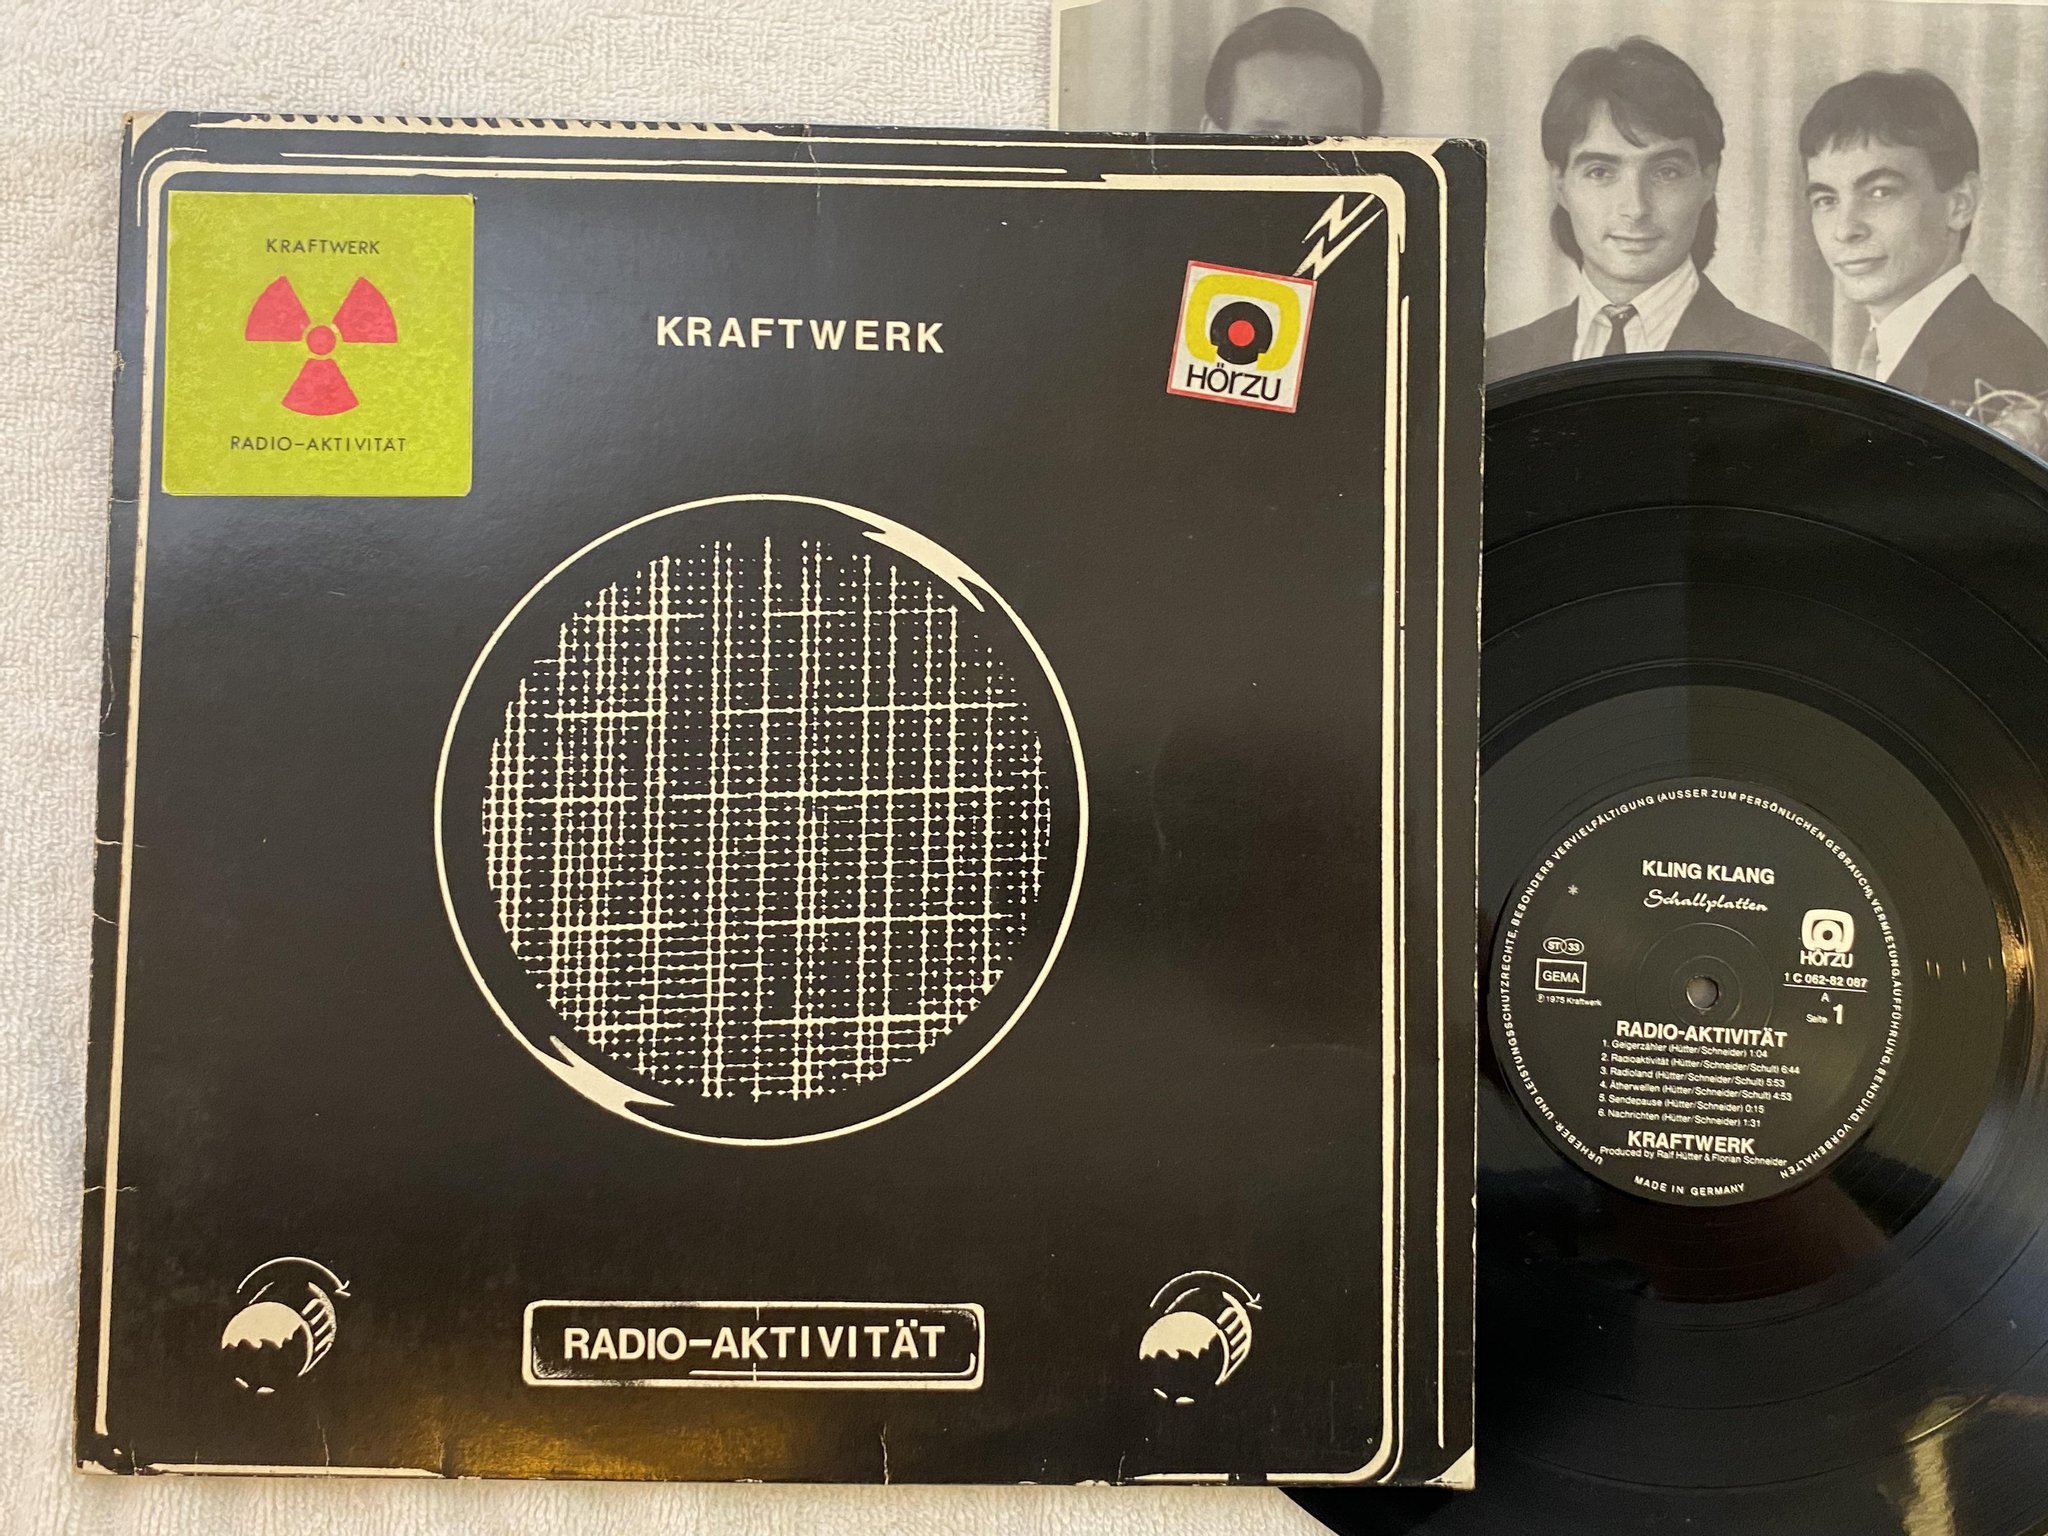 KRAFTWERK
RADIO-AKTIVITÄT
KRAFTWERK
HÖRZU
RADIO-AKTIVITÄT
URHEBER- UND LEISTUNGSSCHUTZRECHTE, BESONDERS VERVIELFÄLTIGUNG (AUSSER ZUM PERSÖNLICHEN GEBRAUCH), VERMIETUNG, AUFFÜHRUNG, SENDUNG, VORBEHALTEN
KLING KLANG
Schallplatten
HÖRZU
ST 33
GEMA
℗ 1975 Kraftwerk
1 C 062-82 087
A
Seite 1
RADIO-AKTIVITÄT
1. Geigerzähler (Hütter/Schneider) 1:04
2. Radioaktivität (Hütter/Schneider/Schult) 6:44
3. Radioland (Hütter/Schneider/Schult) 5:53
4. Ätherwellen (Hütter/Schneider/Schult) 4:53
5. Sendepause (Hütter/Schneider) 0:15
6. Nachrichten (Hütter/Schneider) 1:31
KRAFTWERK
Produced by Ralf Hütter & Florian Schneider
MADE IN GERMANY